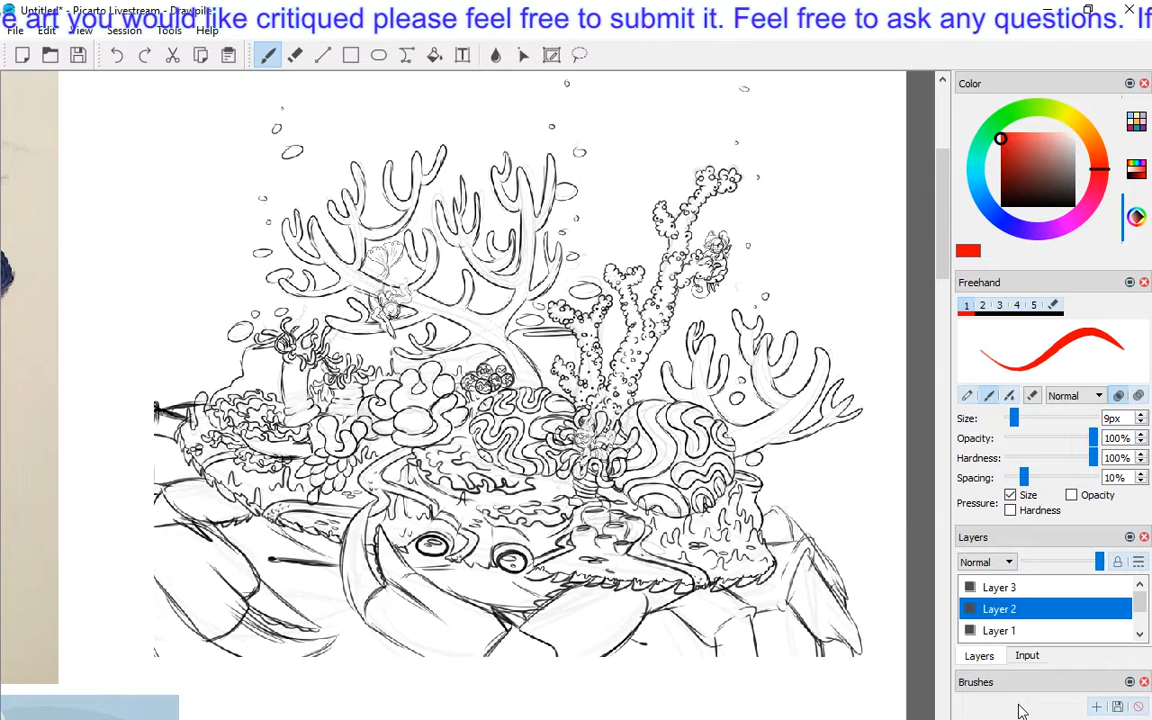 Untitled* - Picarto Livestream - Drawpile
e art you would like critiqued please feel free to submit it. Feel free to ask any questions. If
File Edit View Session Tools Help
Color
Freehand
1 2 3 4 5
Normal
Size: 9px
Opacity: 100%
Hardness: 100%
Spacing: 10%
Pressure: Size Opacity
Hardness
Layers
Normal
Layer 3
Layer 2
Layer 1
Layers Input
Brushes